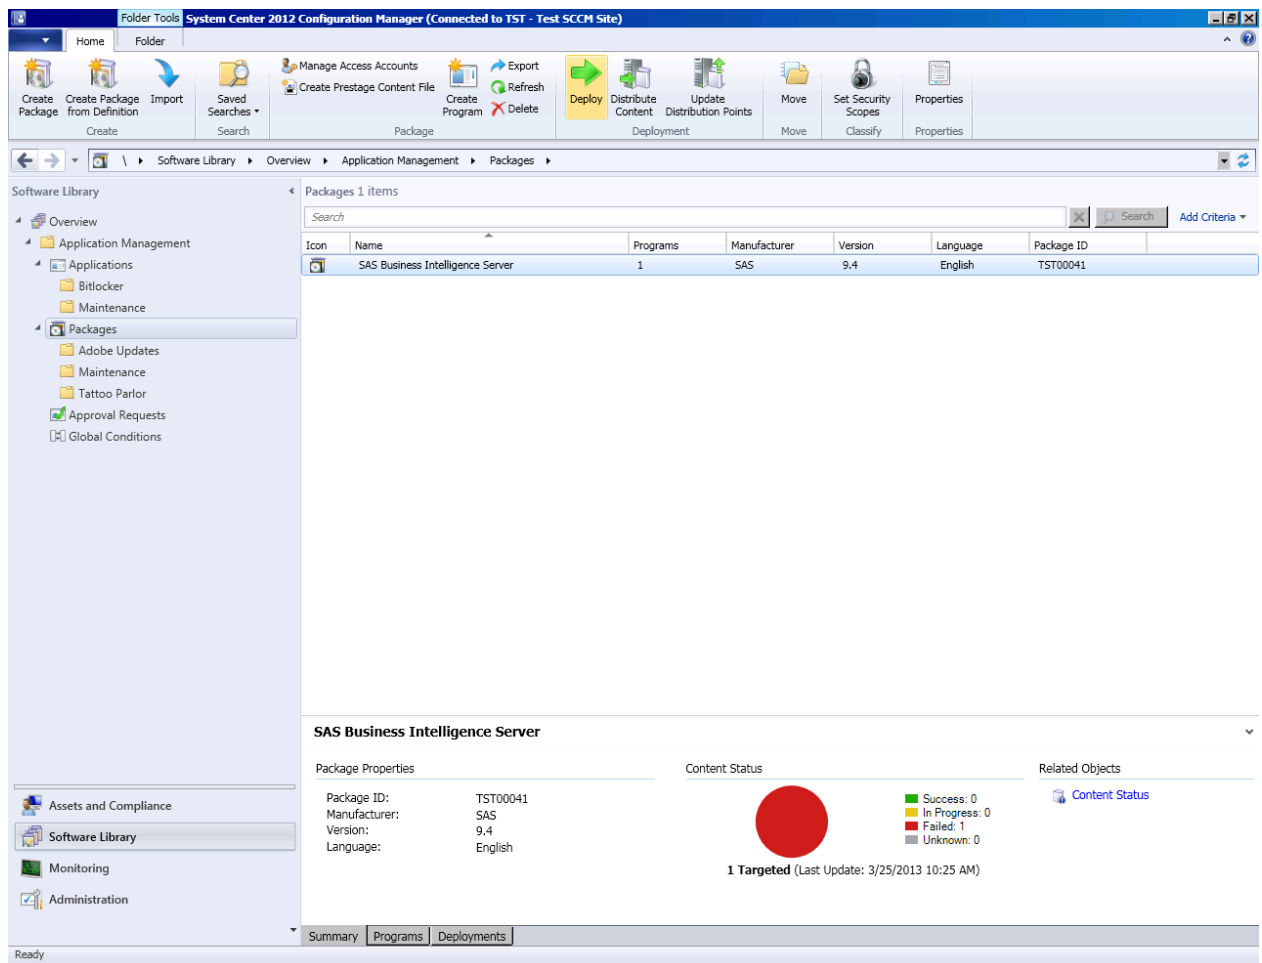 Folder Tools System Center 2012 Configuration Manager (Connected to TST - Test SCCM Site)
Home Folder
Create Package
Create Package from Definition
Import
Saved Searches
Manage Access Accounts
Create Prestage Content File
Create Program
Export
Refresh
Delete
Deploy
Distribute Content
Update Distribution Points
Move
Set Security Scopes
Properties
Create Search Package Deployment Move Classify Properties
\ Software Library Overview Application Management Packages
Software Library
Overview
Application Management
Applications
Bitlocker
Maintenance
Packages
Adobe Updates
Maintenance
Tattoo Parlor
Approval Requests
Global Conditions
Assets and Compliance
Software Library
Monitoring
Administration
Packages 1 items
Search Search Add Criteria
Icon Name Programs Manufacturer Version Language Package ID
SAS Business Intelligence Server 1 SAS 9.4 English TST00041
SAS Business Intelligence Server
Package Properties
Package ID: TST00041
Manufacturer: SAS
Version: 9.4
Language: English
Content Status
Success: 0
In Progress: 0
Failed: 1
Unknown: 0
1 Targeted (Last Update: 3/25/2013 10:25 AM)
Related Objects
Content Status
Summary Programs Deployments
Ready